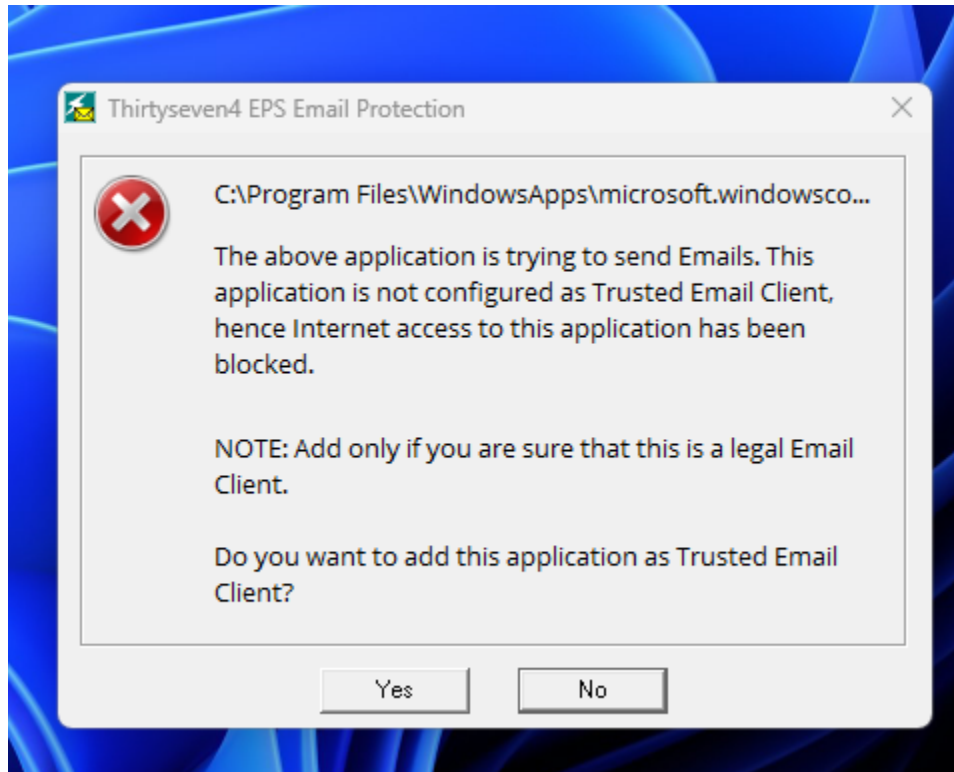 Thirtyseven4 EPS Email Protection
C:\Program Files\WindowsApps\microsoft.windowsco...
The above application is trying to send Emails. This
application is not configured as Trusted Email Client,
hence Internet access to this application has been
blocked.
NOTE: Add only if you are sure that this is a legal Email
Client.
Do you want to add this application as Trusted Email
Client?
Yes No